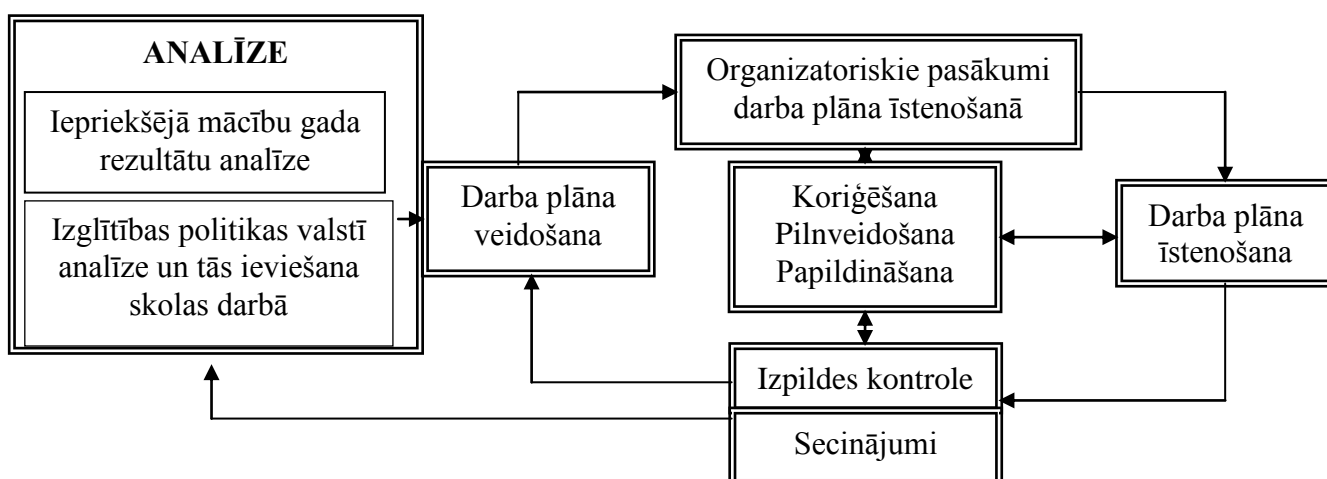 ANALĪZE
Iepriekšējā mācību gada
rezultātu analīze
Izglītības politikas valstī
analīze un tās ieviešana
skolas darbā
Darba plāna
veidošana
Organizatoriskie pasākumi
darba plāna īstenošanā
Koriģēšana
Pilnveidošana
Papildināšana
Darba plāna
īstenošana
Izpildes kontrole
Secinājumi